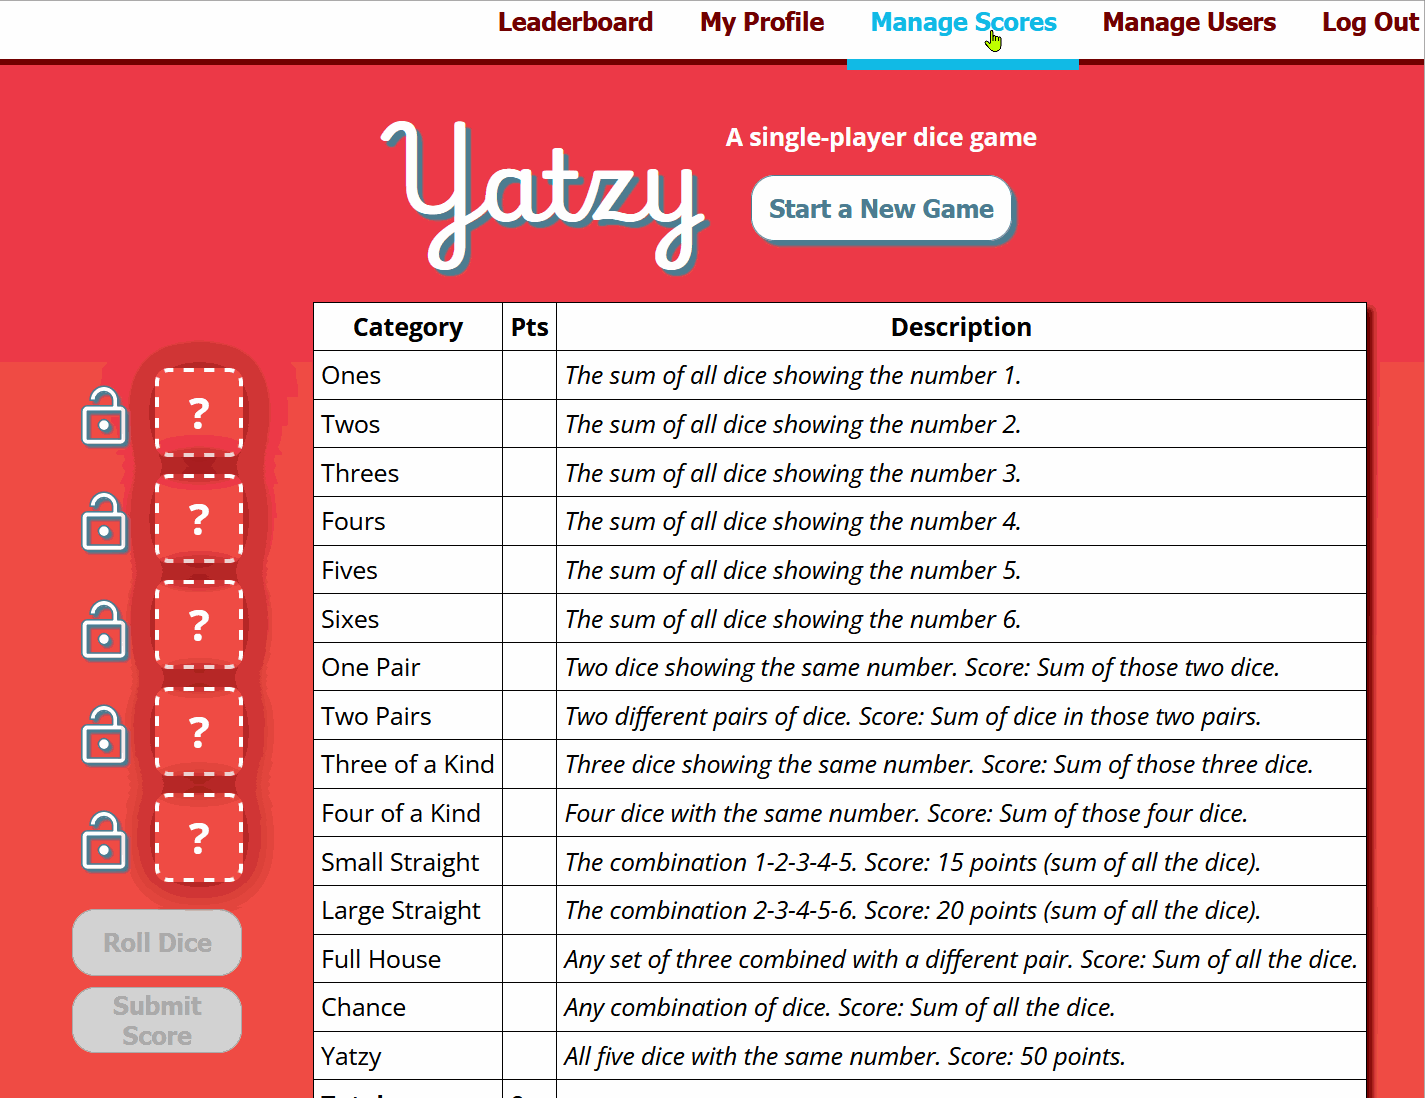 Leaderboard My Profile Manage Scores Manage Users Log Out
Yatzy
A single-player dice game
Start a New Game
Category Pts Description
Ones The sum of all dice showing the number 1.
Twos The sum of all dice showing the number 2.
Threes The sum of all dice showing the number 3.
Fours The sum of all dice showing the number 4.
Fives The sum of all dice showing the number 5.
Sixes The sum of all dice showing the number 6.
One Pair Two dice showing the same number. Score: Sum of those two dice.
Two Pairs Two different pairs of dice. Score: Sum of dice in those two pairs.
Three of a Kind Three dice showing the same number. Score: Sum of those three dice.
Four of a Kind Four dice with the same number. Score: Sum of those four dice.
Small Straight The combination 1-2-3-4-5. Score: 15 points (sum of all the dice).
Large Straight The combination 2-3-4-5-6. Score: 20 points (sum of all the dice).
Full House Any set of three combined with a different pair. Score: Sum of all the dice.
Chance Any combination of dice. Score: Sum of all the dice.
Yatzy All five dice with the same number. Score: 50 points.
?
?
?
?
?
Roll Dice
Submit
Score